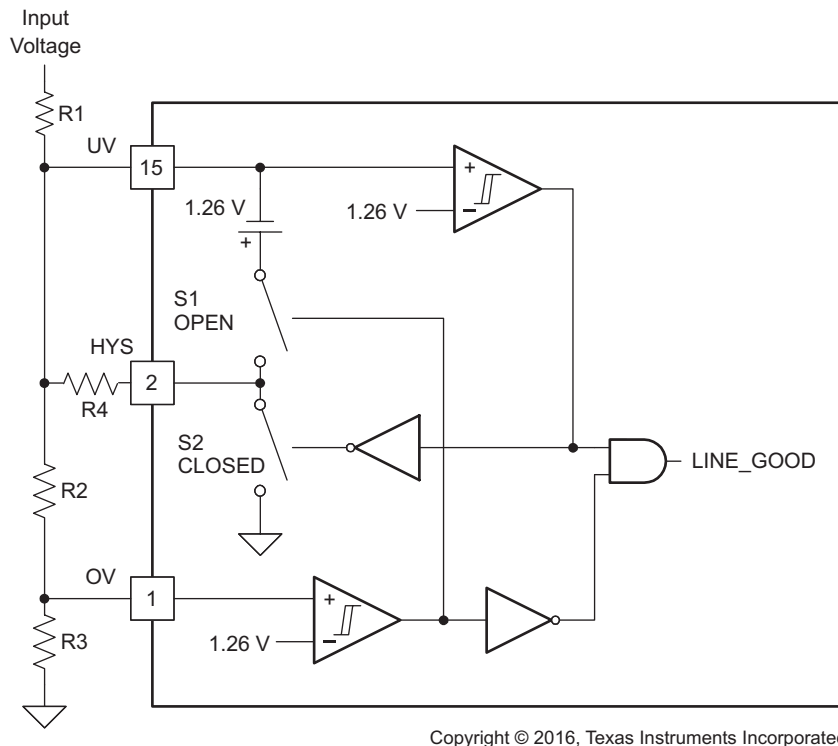 Input
Voltage
R1
UV
15
1.26 V
+
1.26 V
+
–
S1
OPEN
HYS
2
R4
S2
CLOSED
LINE_GOOD
R2
OV
1
+
–
1.26 V
R3
Copyright © 2016, Texas Instruments Incorporated